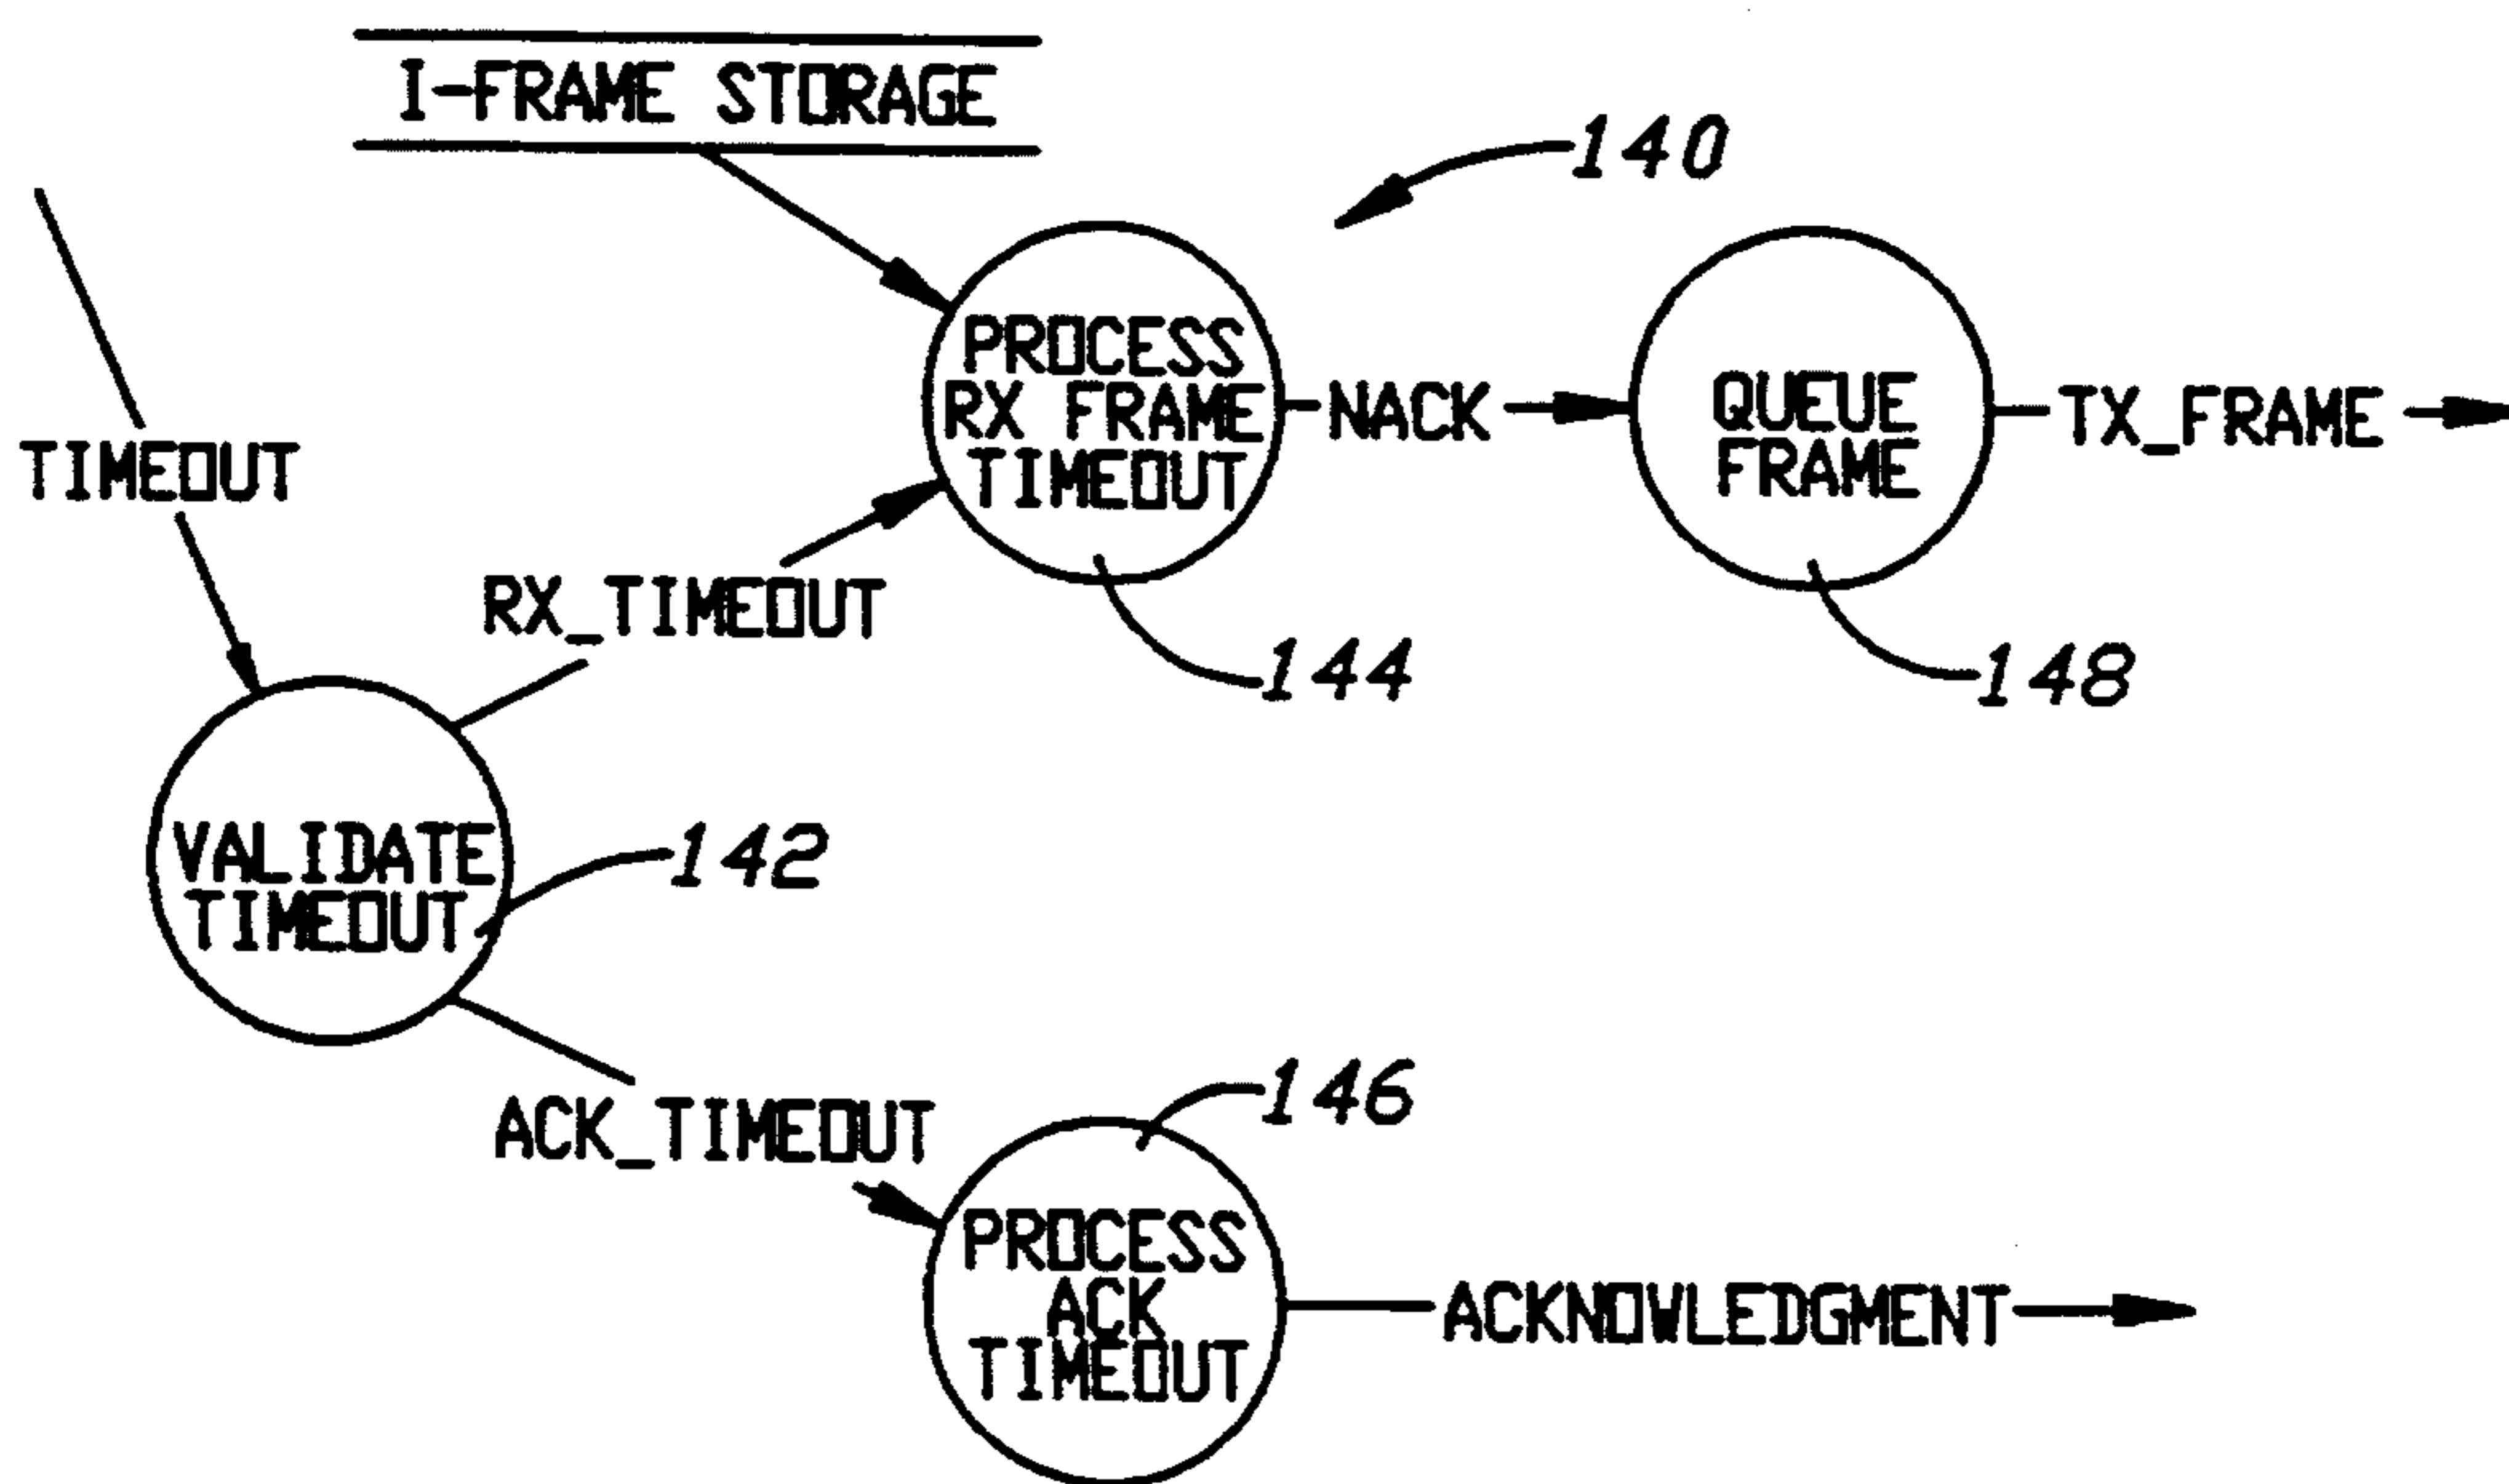 I-FRAME STORAGE
140
PROCESS
RX FRAME
TIMEOUT
NACK
QUEUE
FRAME
TX_FRAME
TIMEOUT
RX_TIMEOUT
144
148
VALIDATE
TIMEOUT
142
ACK_TIMEOUT
146
PROCESS
ACK
TIMEOUT
ACKNOWLEDGMENT